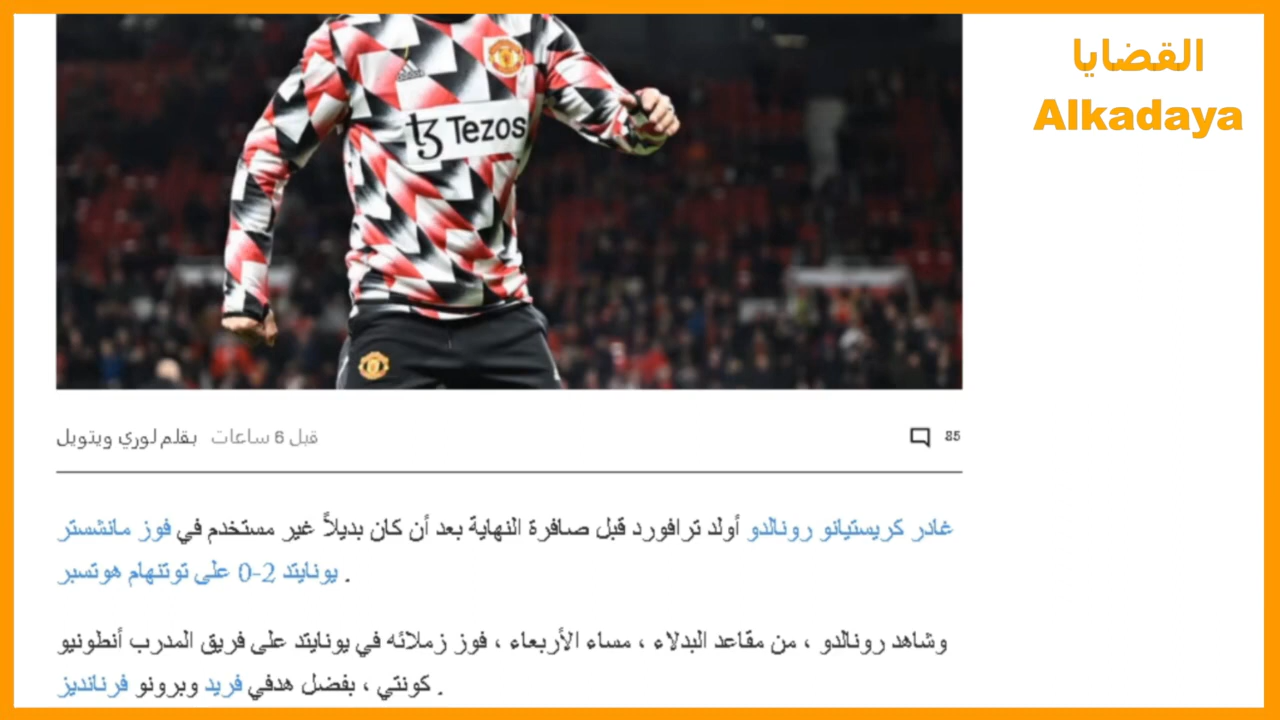 القضايا
Alkadaya
Tezos
بقلم لوري ويتويل قبل 6 ساعات
85
غادر كريستيانو رونالدو أولد ترافورد قبل صافرة النهاية بعد أن كان بديلاً غير مستخدم في فوز مانشستر
يونايتد 2-0 على توتنهام هوتسبر .
وشاهد رونالدو ، من مقاعد البدلاء ، مساء الأربعاء ، فوز زملائه في يونايتد على فريق المدرب أنطونيو
كونتي ، بفضل هدفي فريد وبرونو فرنانديز .